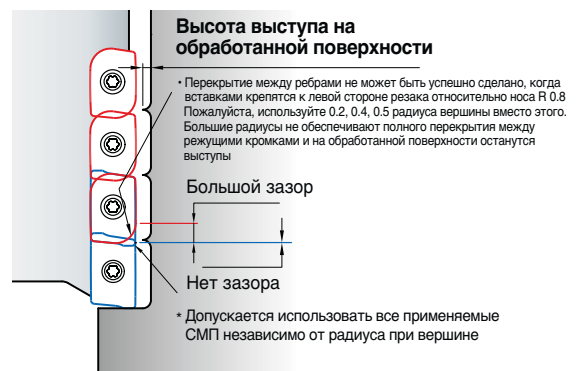 Высота выступа на
обработанной поверхности
• Перекрытие между ребрами не может быть успешно сделано, когда
вставками крепятся к левой стороне резака относительно носа R 0.8
Пожалуйста, используйте 0.2, 0.4, 0.5 радиуса вершины вместо этого.
Большие радиусы не обеспечивают полного перекрытия между
режущими кромками и на обработанной поверхности останутся
выступы
Большой зазор
Нет зазора
* Допускается использовать все применяемые
СМП независимо от радиуса при вершине